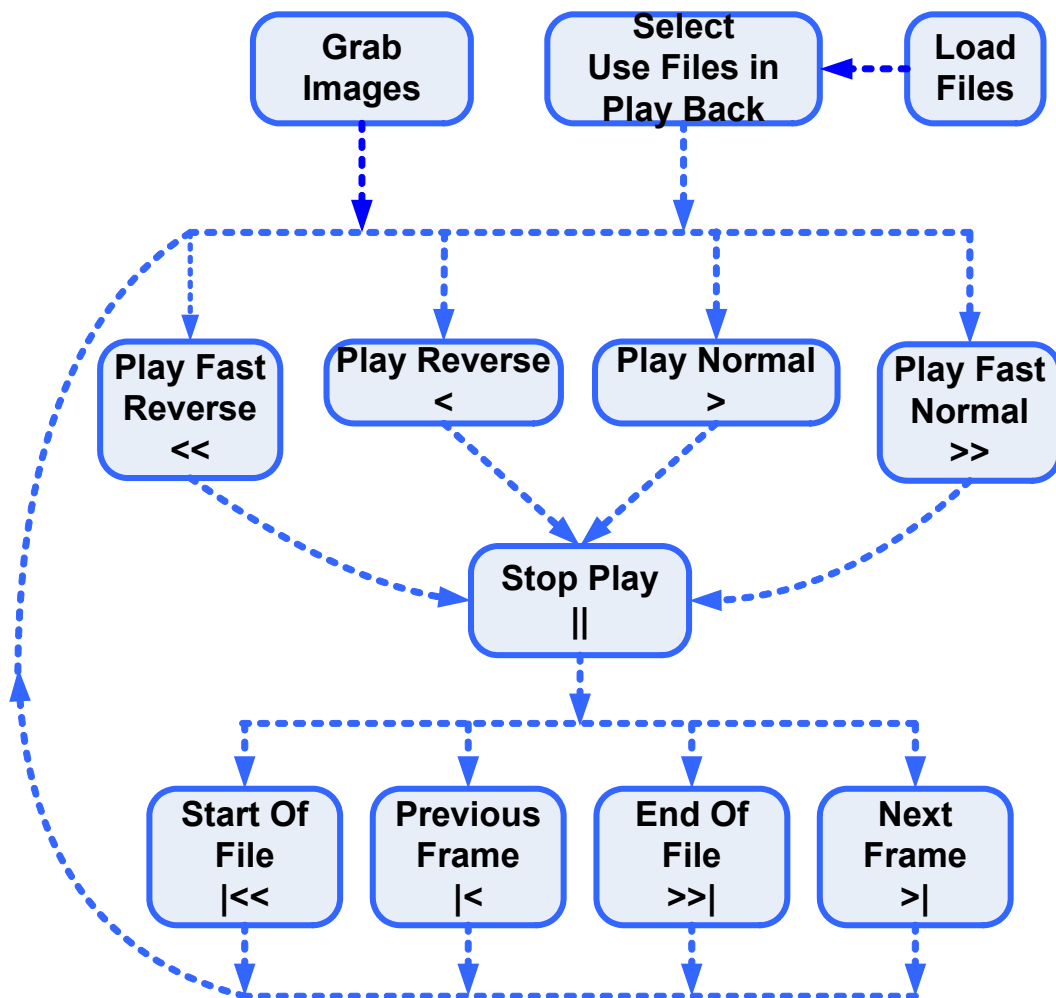 Grab
Images
Select
Use Files in
Play Back
Load
Files
Play Fast
Reverse
<<
Play Reverse
<
Play Normal
>
Play Fast
Normal
>>
Stop Play
||
Start Of
File
|<<
Previous
Frame
|<
End Of
File
>>|
Next
Frame
>|